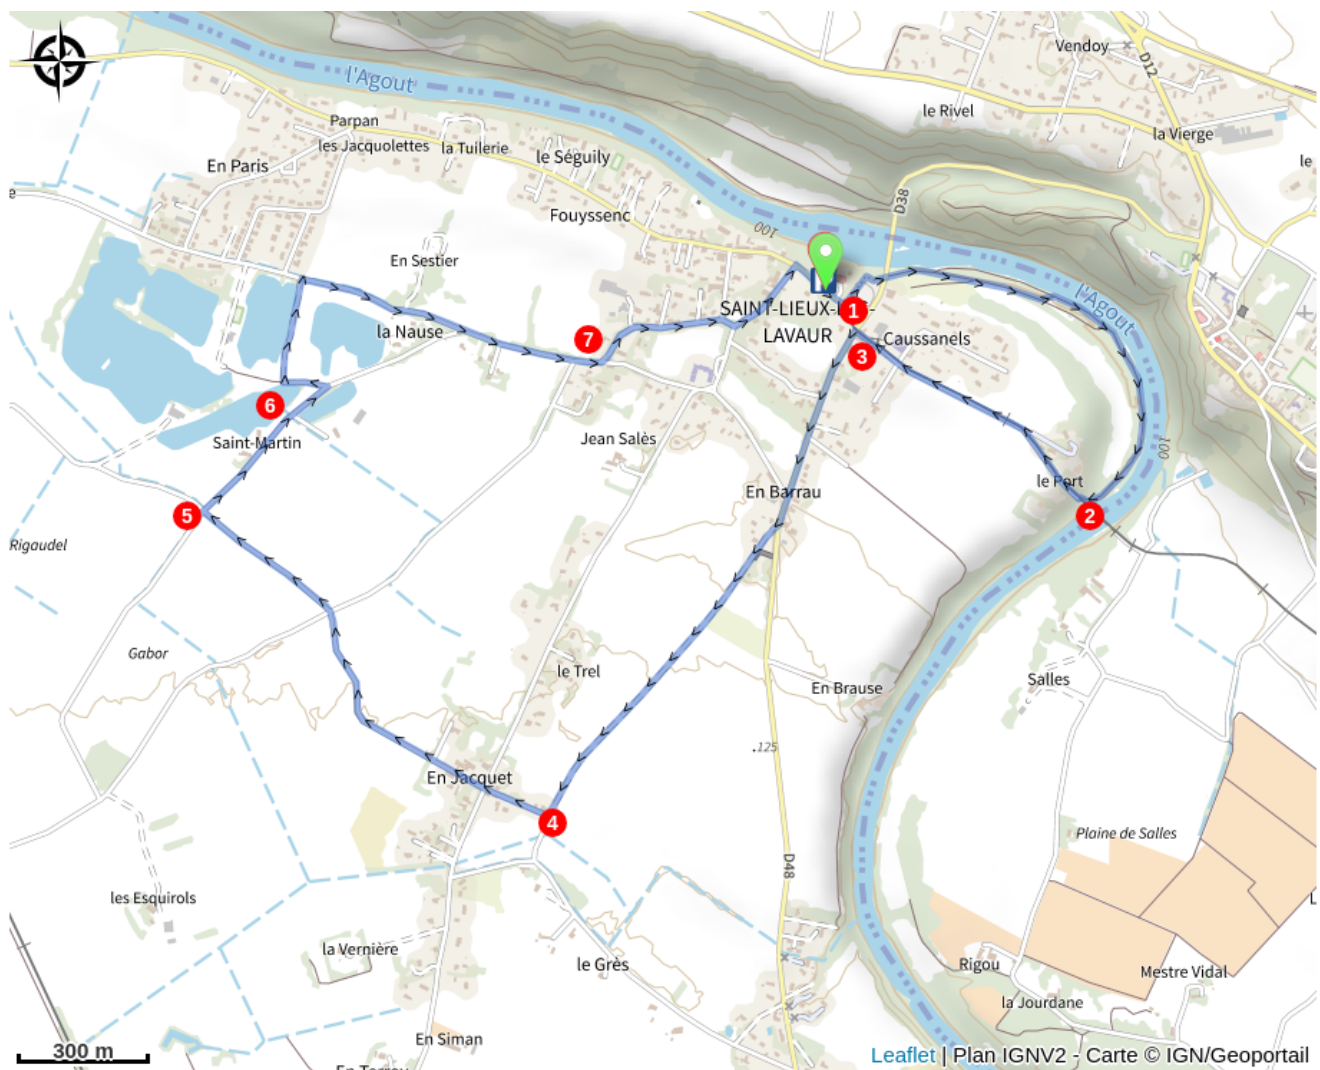 Vendoy
D12
l'Agout
le Rivel
Parpan
la Vierge
les Jacquolettes
la Tuilerie
le Séguily
le
En Paris
e
D38
Fouyssenc
100
En Sestier
l'Agout
1
SAINT-LIEUX-
LAVAUR
la Nause
7
Caussanels
3
6
Jean Salès
Saint-Martin
100
le Port
En Barrau
5
2
Rigaudel
Gabor
le Trel
Salles
En Brause
.125
En Jacquet
4
Plaine de Salles
D48
les Esquirols
la Vernière
le Grès
Rigou
Mestre Vidal
la Jourdane
En Siman
300 m
Leaflet | Plan IGNV2 - Carte © IGN/Geoportail